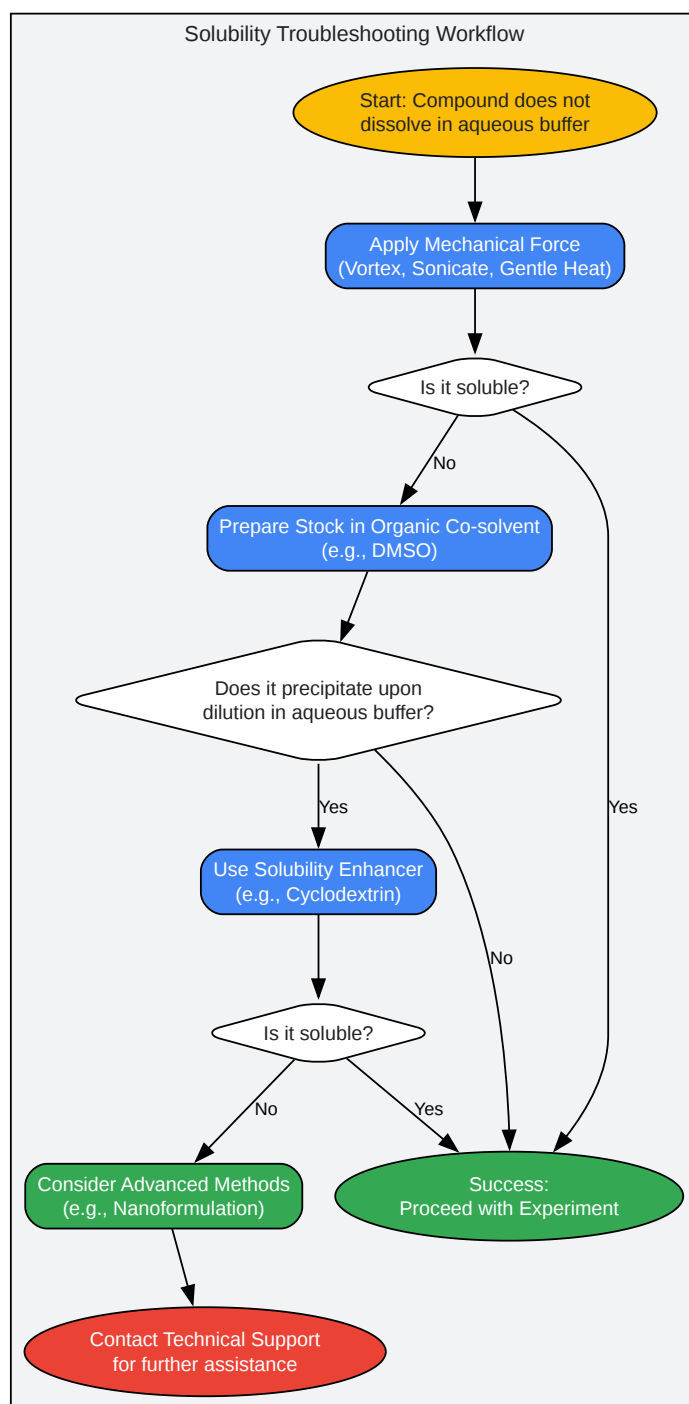 Solubility Troubleshooting Workflow
Start: Compound does not
dissolve in aqueous buffer
Apply Mechanical Force
(Vortex, Sonicate, Gentle Heat)
Is it soluble?
No
Prepare Stock in Organic Co-solvent
(e.g., DMSO)
Does it precipitate upon
dilution in aqueous buffer?
Yes
Yes
Use Solubility Enhancer
(e.g., Cyclodextrin)
No
Is it soluble?
No
Yes
Consider Advanced Methods
(e.g., Nanoformulation)
Success:
Proceed with Experiment
Contact Technical Support
for further assistance